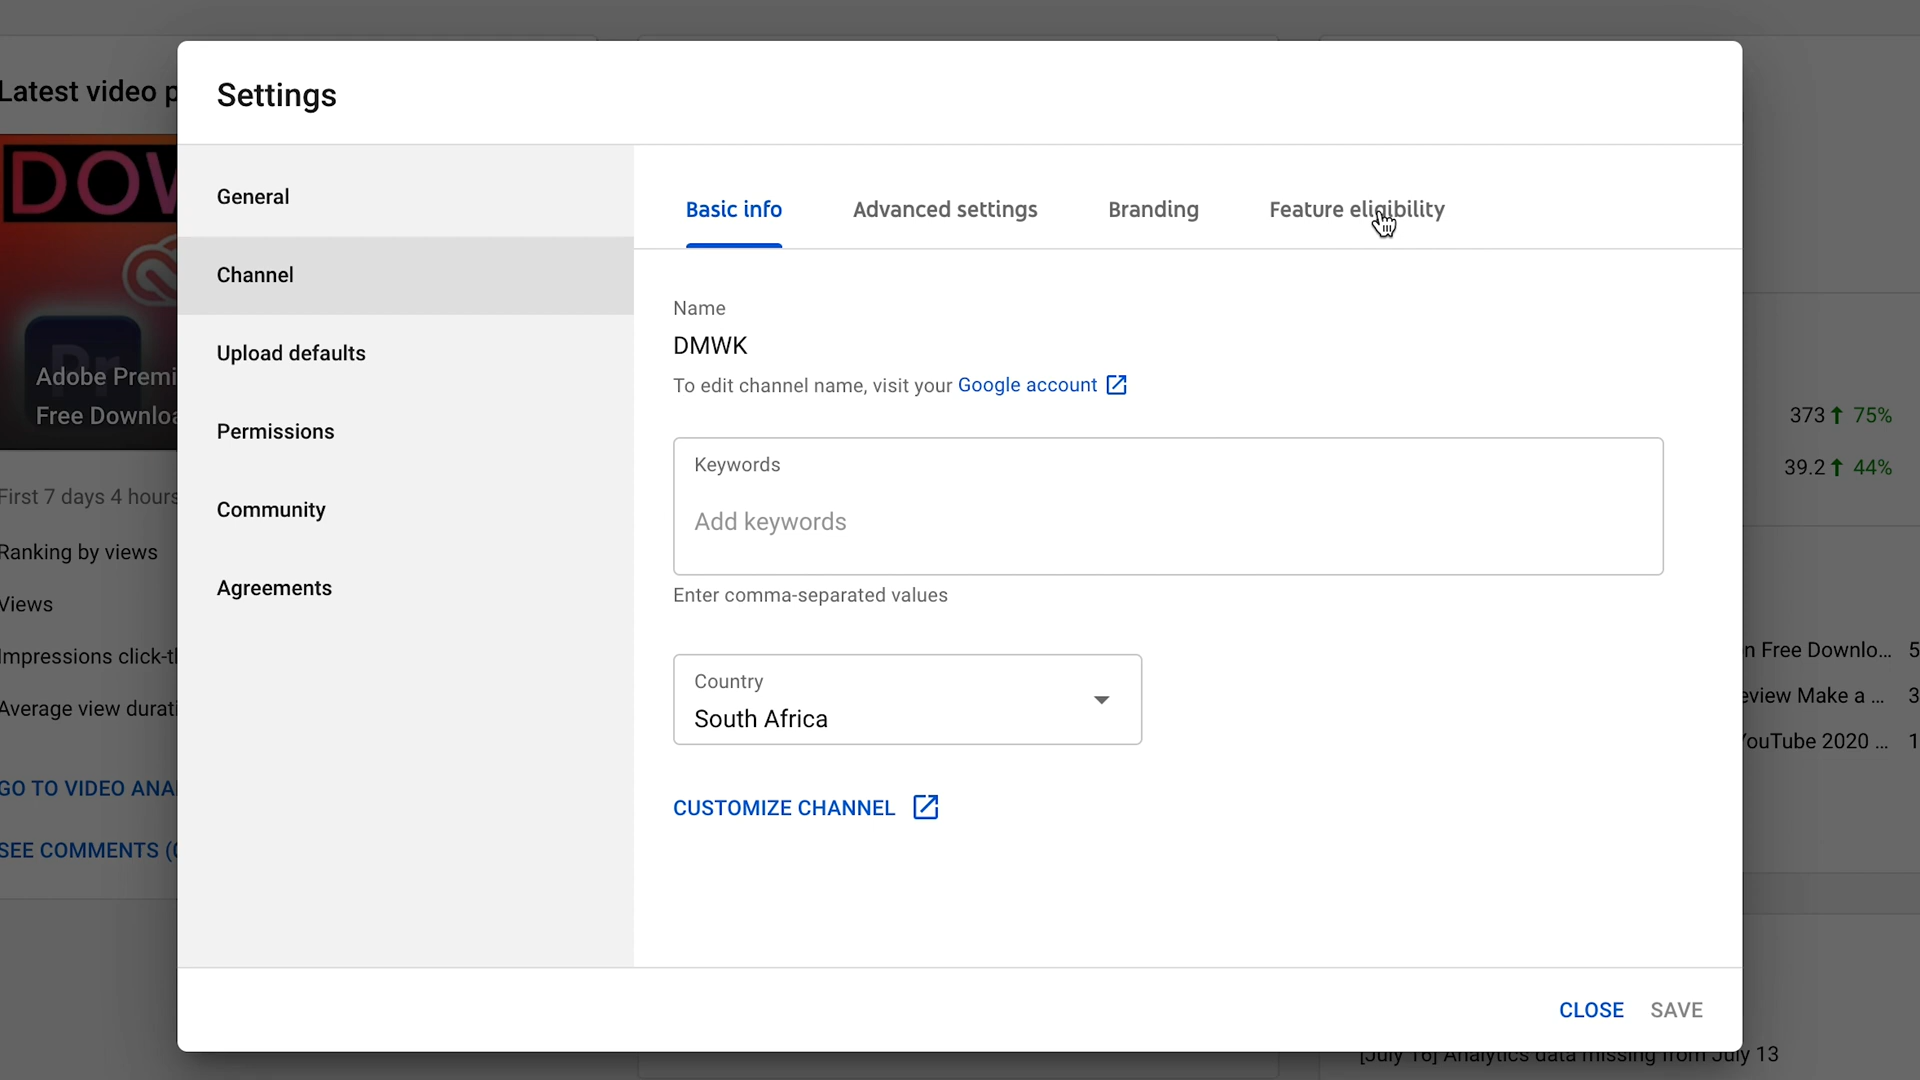 Settings
General
Channel
Upload defaults
Permissions
Community
Agreements
Basic info
Advanced settings
Branding
Feature eligibility
Name
DMWK
To edit channel name, visit your Google account
Keywords
Add keywords
Enter comma-separated values
Country
South Africa
CUSTOMIZE CHANNEL
CLOSE
SAVE
Latest video p
DOW
Pr
Adobe Premi
Free Downloa
First 7 days 4 hours
Ranking by views
Views
Impressions click-t
Average view durati
GO TO VIDEO ANA
SEE COMMENTS (
373 75%
39.2 44%
n Free Downlo... 5
eview Make a ... 3
YouTube 2020 ... 1
[July 16] Analytics data missing from July 13